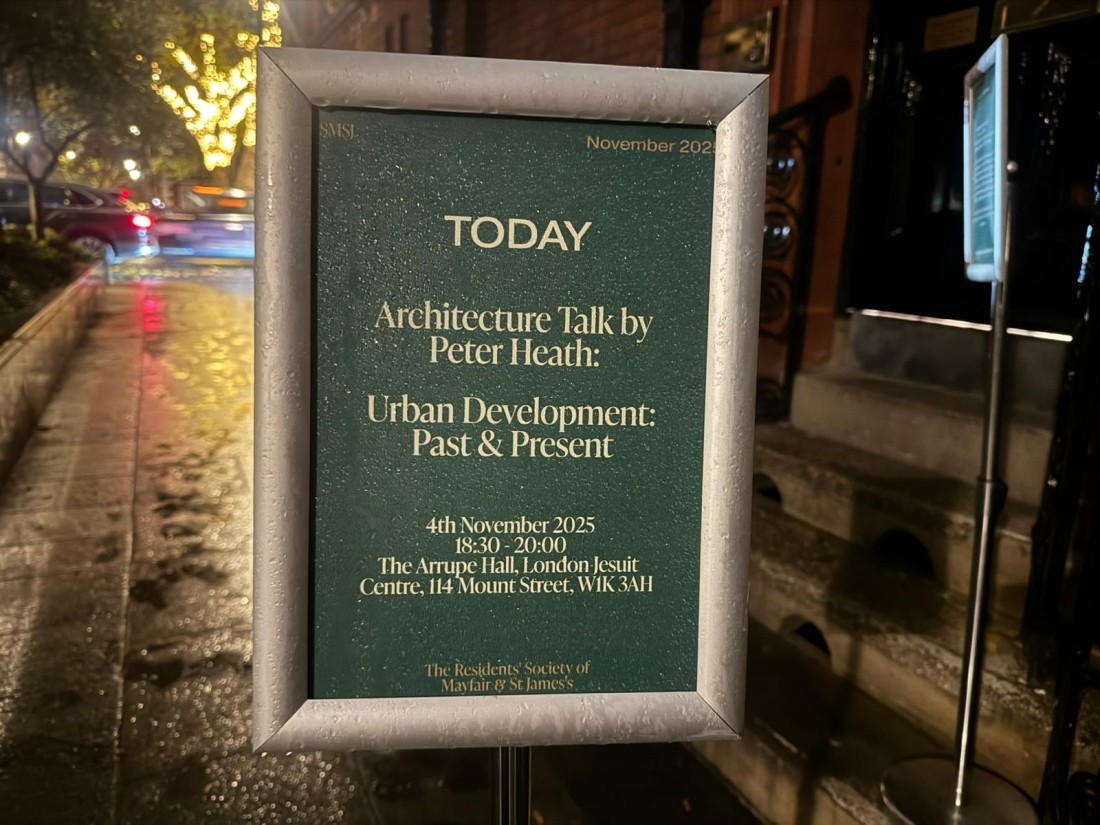 November 2025
TODAY
Architecture Talk by
Peter Heath:
Urban Development:
Past & Present
4th November 2025
18:30 - 20:00
The Arrupe Hall, London Jesuit
Centre, 114 Mount Street, W1K 3AH
The Residents' Society of
Mayfair & St James's